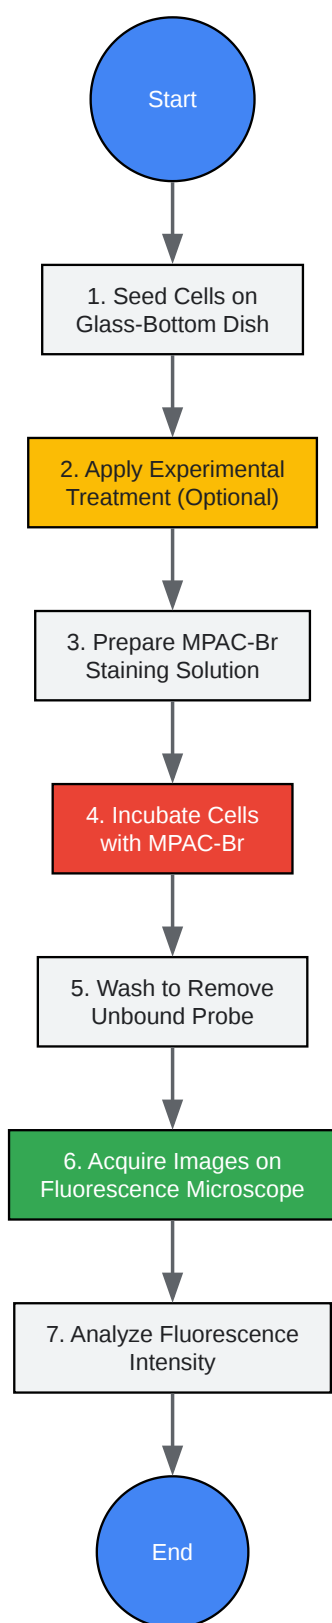 Start
1. Seed Cells on
Glass-Bottom Dish
2. Apply Experimental
Treatment (Optional)
3. Prepare MPAC-Br
Staining Solution
4. Incubate Cells
with MPAC-Br
5. Wash to Remove
Unbound Probe
6. Acquire Images on
Fluorescence Microscope
7. Analyze Fluorescence
Intensity
End